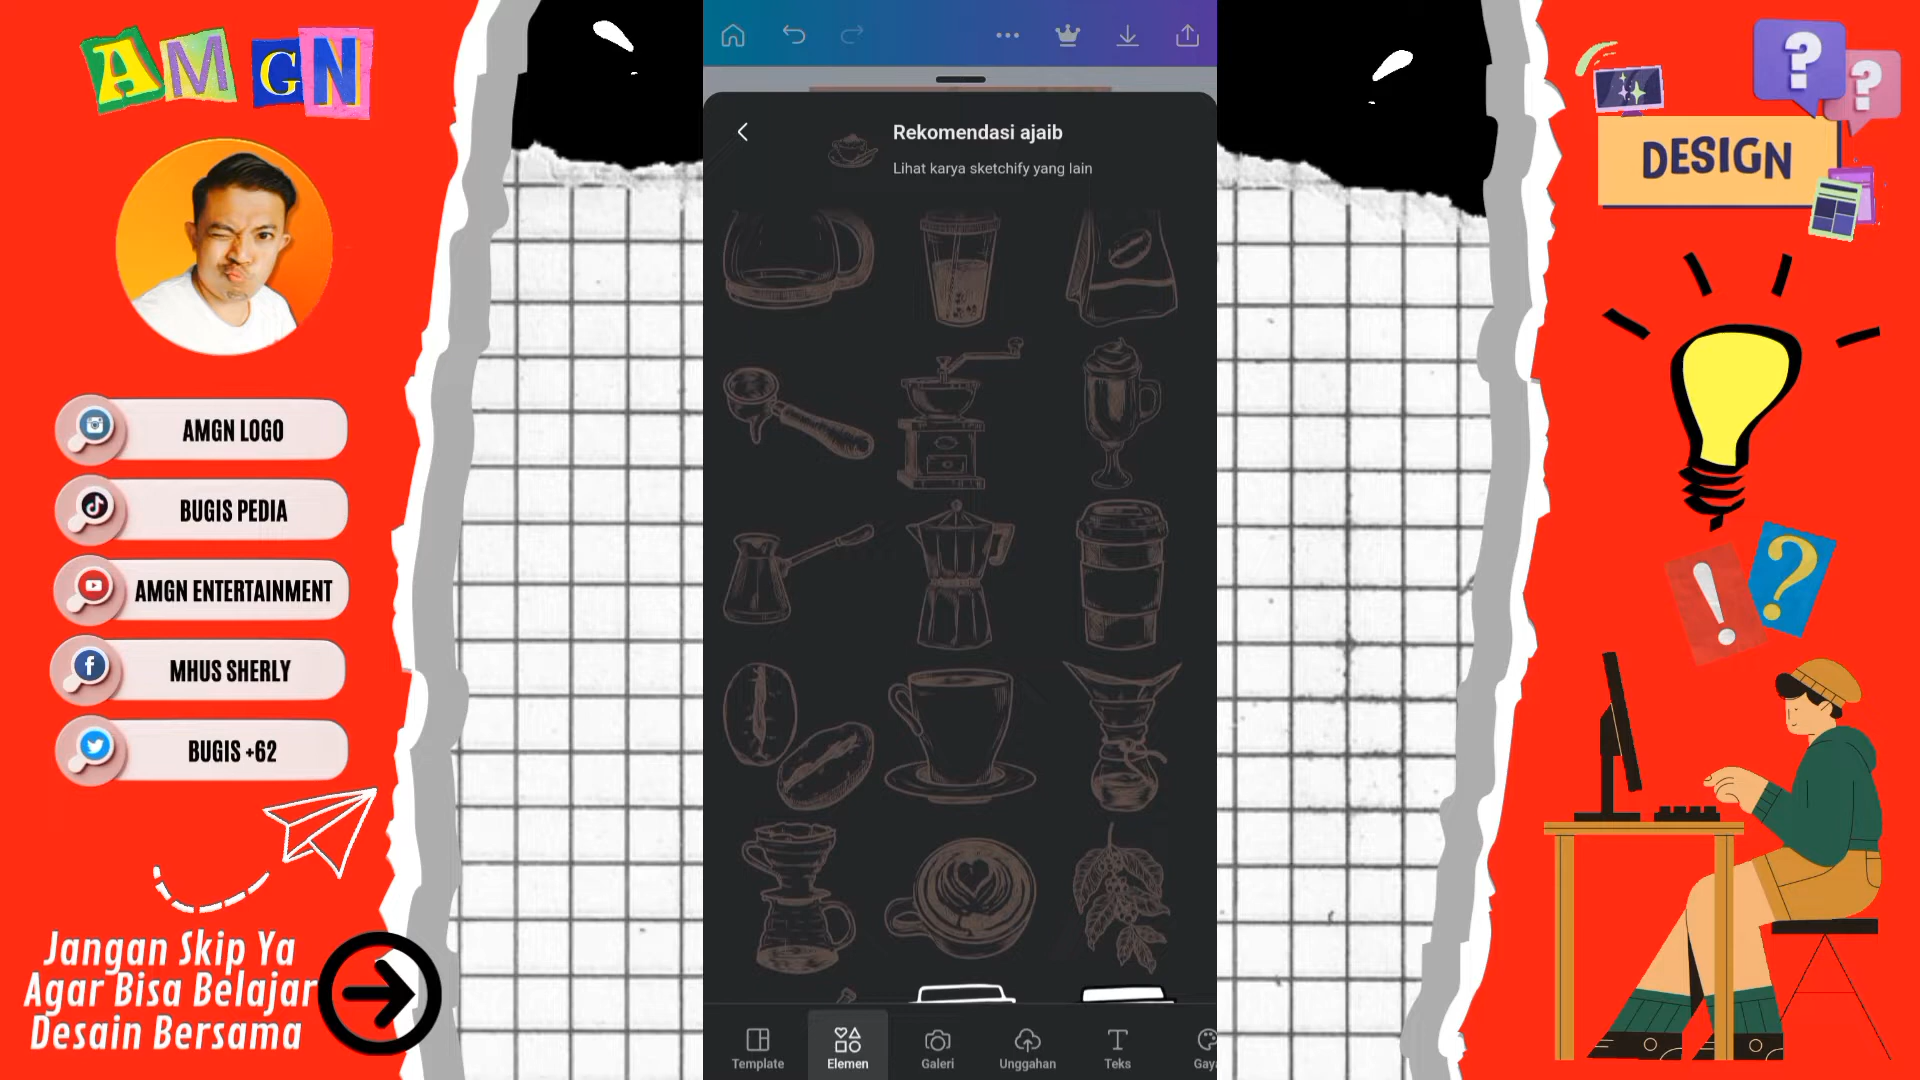 AMGN
AMGN LOGO
BUGIS PEDIA
AMGN ENTERTAINMENT
MHUS SHERLY
BUGIS +62
Jangan Skip Ya
Agar Bisa Belajar
Desain Bersama
Rekomendasi ajaib
Lihat karya sketchify yang lain
Template
Elemen
Galeri
Unggahan
Teks
Gaya
? ?
DESIGN
! ?